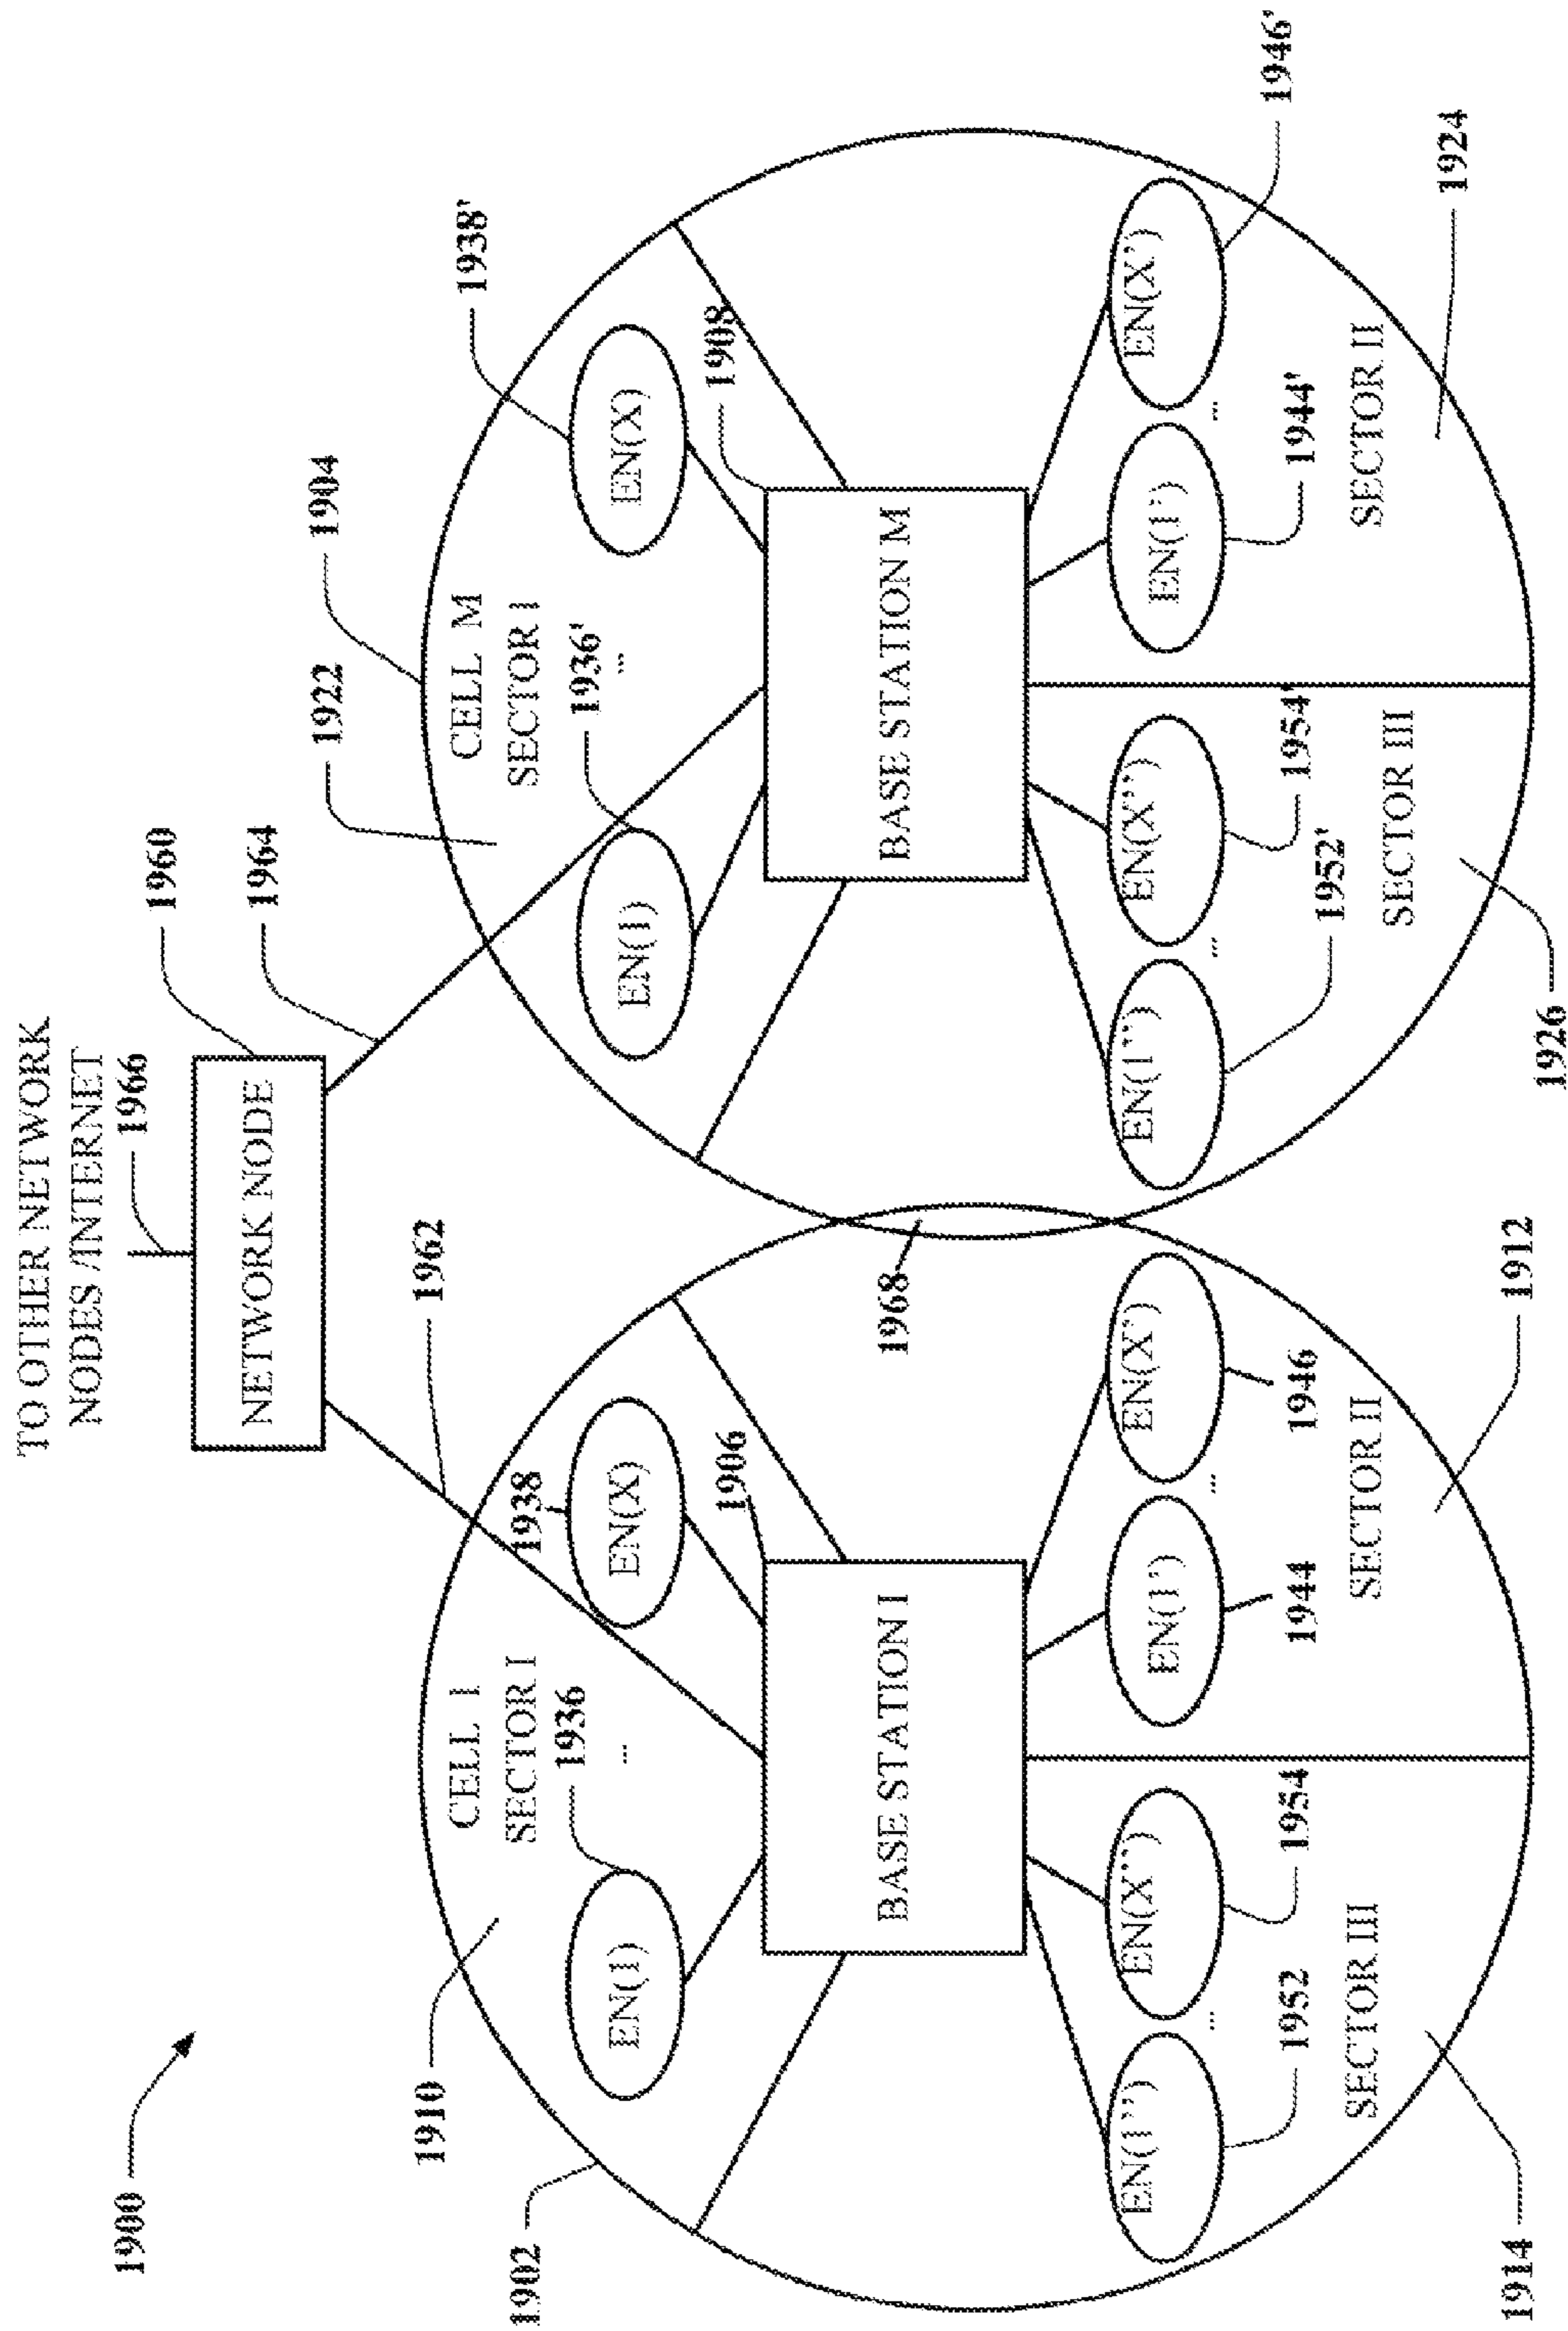 TO OTHER NETWORK
NODES /INTERNET
1966
1900
NETWORK NODE
1960
1964
1962
1902
1910
CELL I
SECTOR I
1936
...
1938
EN(1)
EN(X)
1906
BASE STATION I
EN(1'')
...
EN(X'')
EN(1')
...
EN(X')
1952
1954
1944
1946
SECTOR III
SECTOR II
1914
1912
1968
1922
1904
CELL M
SECTOR I
1936'
...
1938'
EN(1)
EN(X)
1908
BASE STATION M
EN(1'')
...
EN(X'')
EN(1')
...
EN(X')
1952'
1954'
1944'
1946'
SECTOR III
SECTOR II
1926
1924